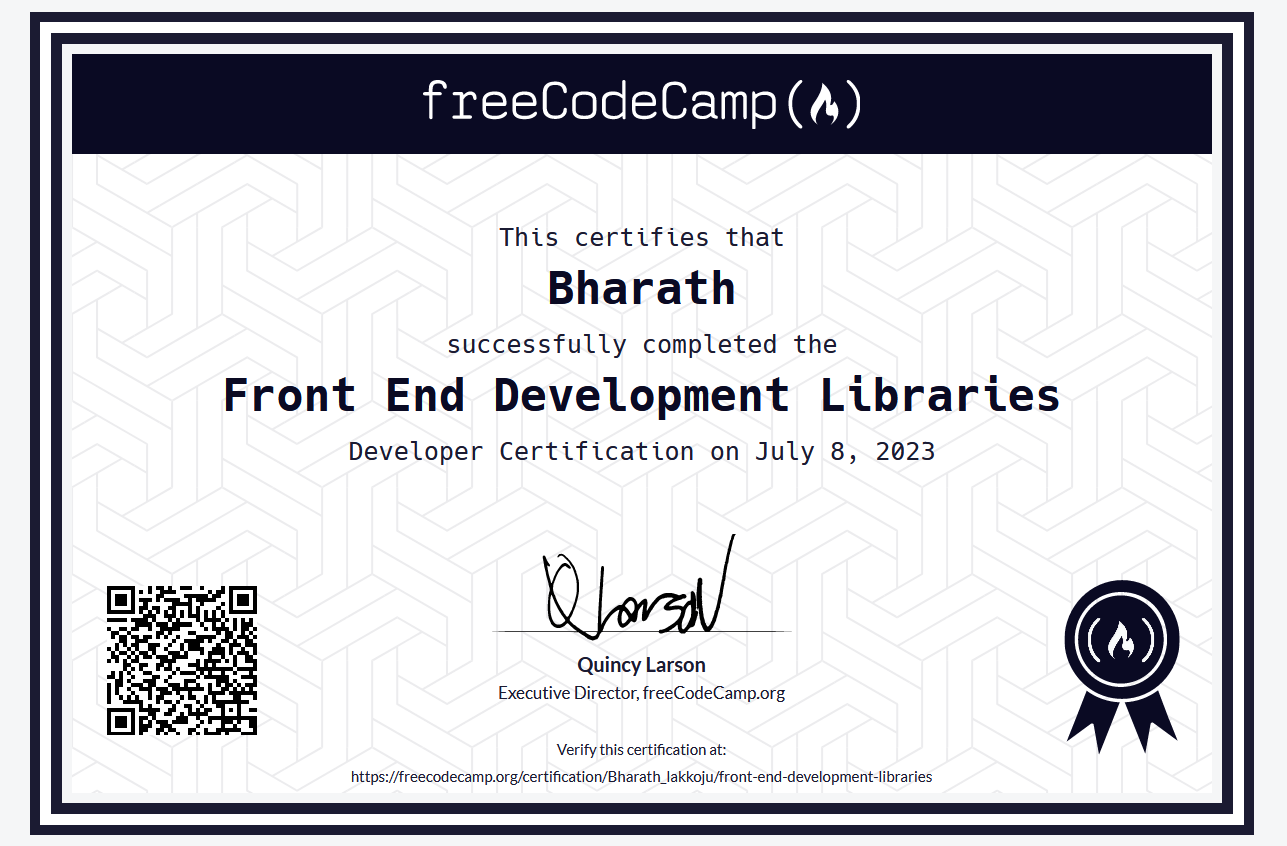 freeCodeCamp
This certifies that
Bharath
successfully completed the
Front End Development Libraries
Developer Certification on July 8, 2023
Quincy Larson
Executive Director, freeCodeCamp.org
Verify this certification at:
https://freecodecamp.org/certification/Bharath_lakkoju/front-end-development-libraries